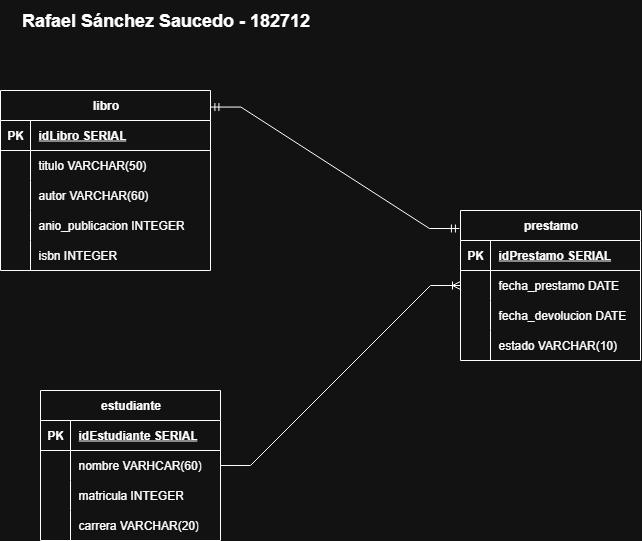 Rafael Sánchez Saucedo - 182712
libro
PK idLibro SERIAL
titulo VARCHAR(50)
autor VARCHAR(60)
anio_publicacion INTEGER
isbn INTEGER
prestamo
PK idPrestamo SERIAL
fecha_prestamo DATE
fecha_devolucion DATE
estado VARCHAR(10)
estudiante
PK idEstudiante SERIAL
nombre VARHCAR(60)
matricula INTEGER
carrera VARCHAR(20)